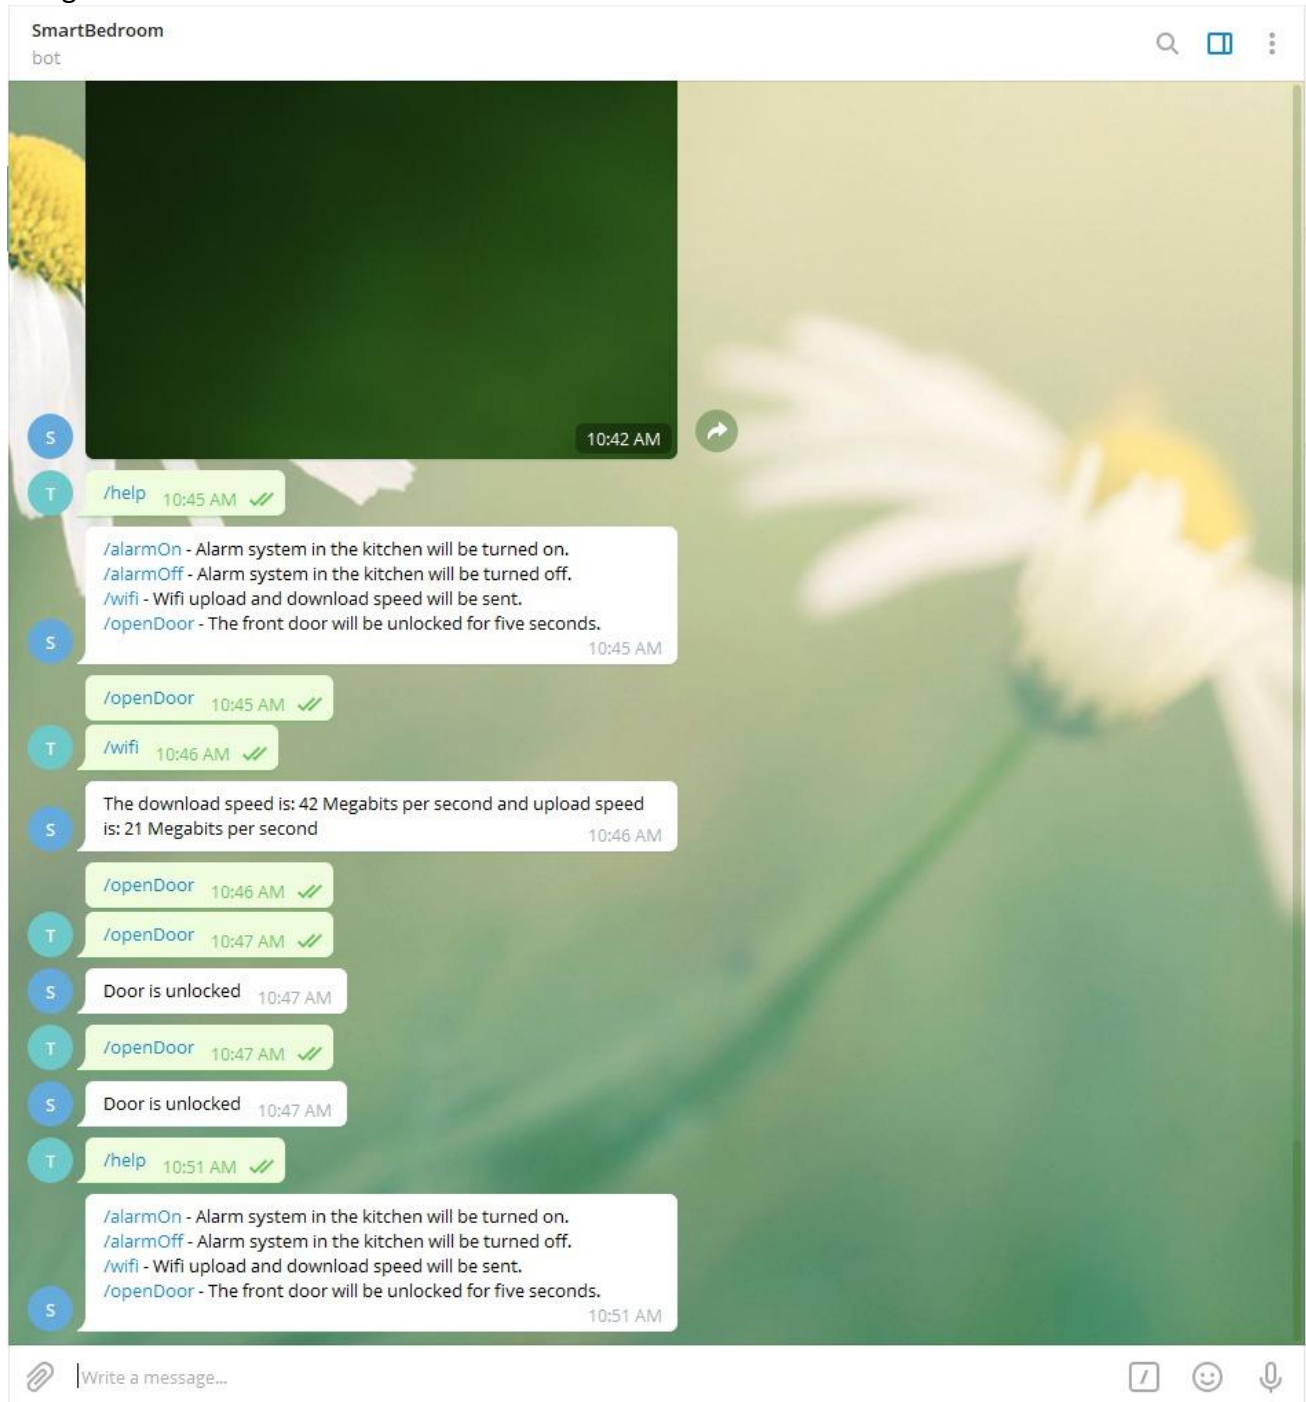 SmartBedroom
bot
10:42 AM
S
T
/help 10:45 AM
/alarmOn - Alarm system in the kitchen will be turned on.
/alarmOff - Alarm system in the kitchen will be turned off.
/wifi - Wifi upload and download speed will be sent.
/openDoor - The front door will be unlocked for five seconds.
S
10:45 AM
/openDoor 10:45 AM
T
/wifi 10:46 AM
The download speed is: 42 Megabits per second and upload speed
is: 21 Megabits per second
S
10:46 AM
/openDoor 10:46 AM
T
/openDoor 10:47 AM
S
Door is unlocked 10:47 AM
T
/openDoor 10:47 AM
S
Door is unlocked 10:47 AM
T
/help 10:51 AM
/alarmOn - Alarm system in the kitchen will be turned on.
/alarmOff - Alarm system in the kitchen will be turned off.
/wifi - Wifi upload and download speed will be sent.
/openDoor - The front door will be unlocked for five seconds.
S
10:51 AM
Write a message...